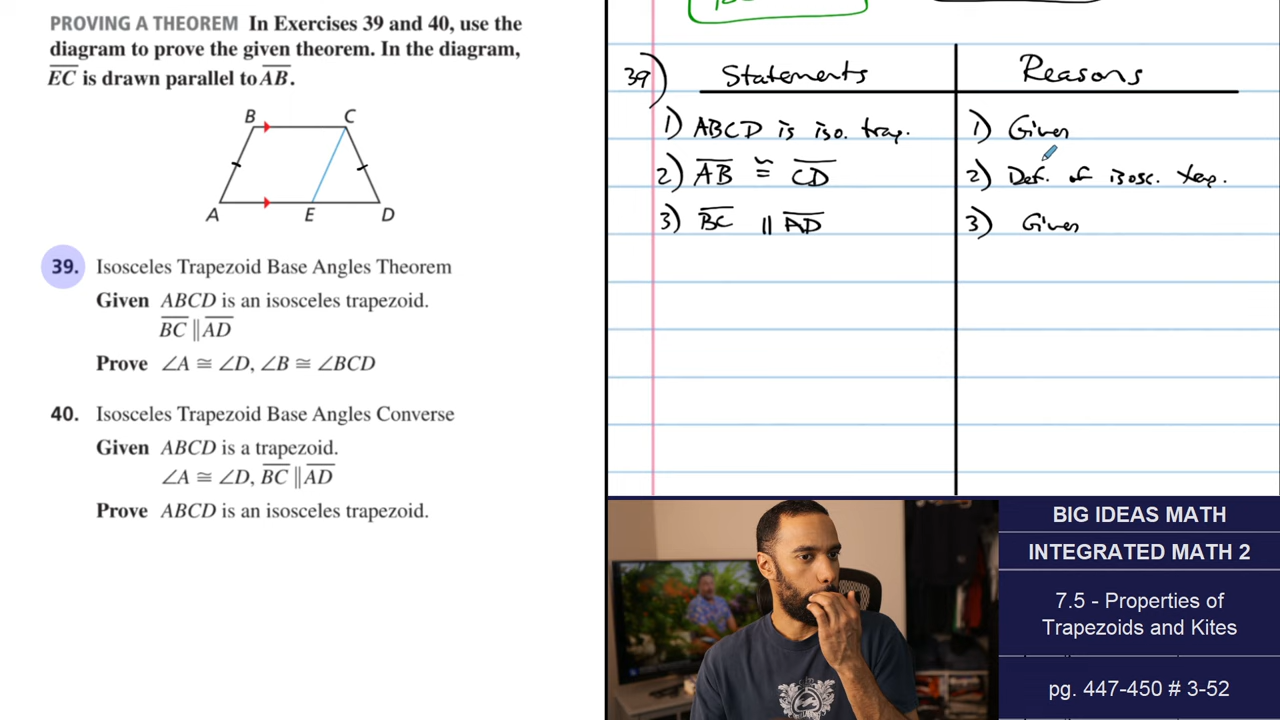 PROVING A THEOREM In Exercises 39 and 40, use the
diagram to prove the given theorem. In the diagram,
EC is drawn parallel to AB.
B C
A E D
39. Isosceles Trapezoid Base Angles Theorem
Given ABCD is an isosceles trapezoid.
BC ∥ AD
Prove ∠A ≅ ∠D, ∠B ≅ ∠BCD
40. Isosceles Trapezoid Base Angles Converse
Given ABCD is a trapezoid.
∠A ≅ ∠D, BC ∥ AD
Prove ABCD is an isosceles trapezoid.
39) Statements Reasons
1) ABCD is iso. trap. 1) Given
2) AB ≅ CD 2) Def. of isosc. trap.
3) BC ∥ AD 3) Given
BIG IDEAS MATH
INTEGRATED MATH 2
7.5 - Properties of
Trapezoids and Kites
pg. 447-450 # 3-52